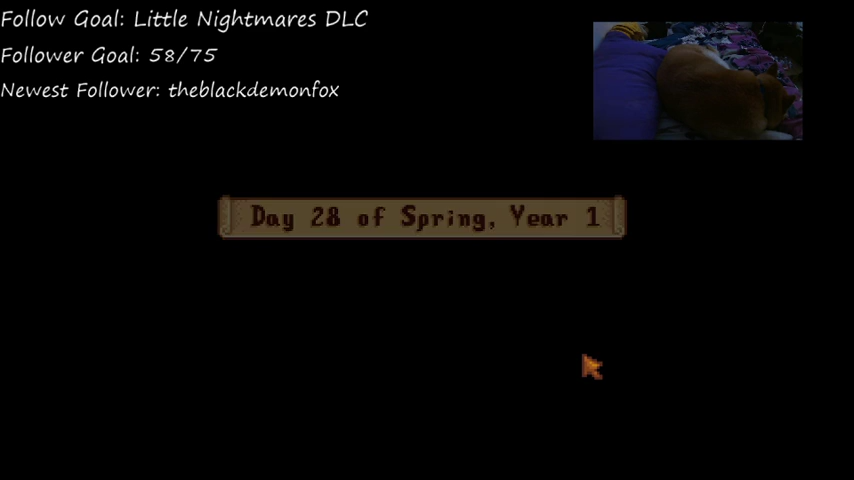 Follow Goal: Little Nightmares DLC
Follower Goal: 58/75
Newest Follower: theblackdemonfox
Day 28 of Spring, Year 1